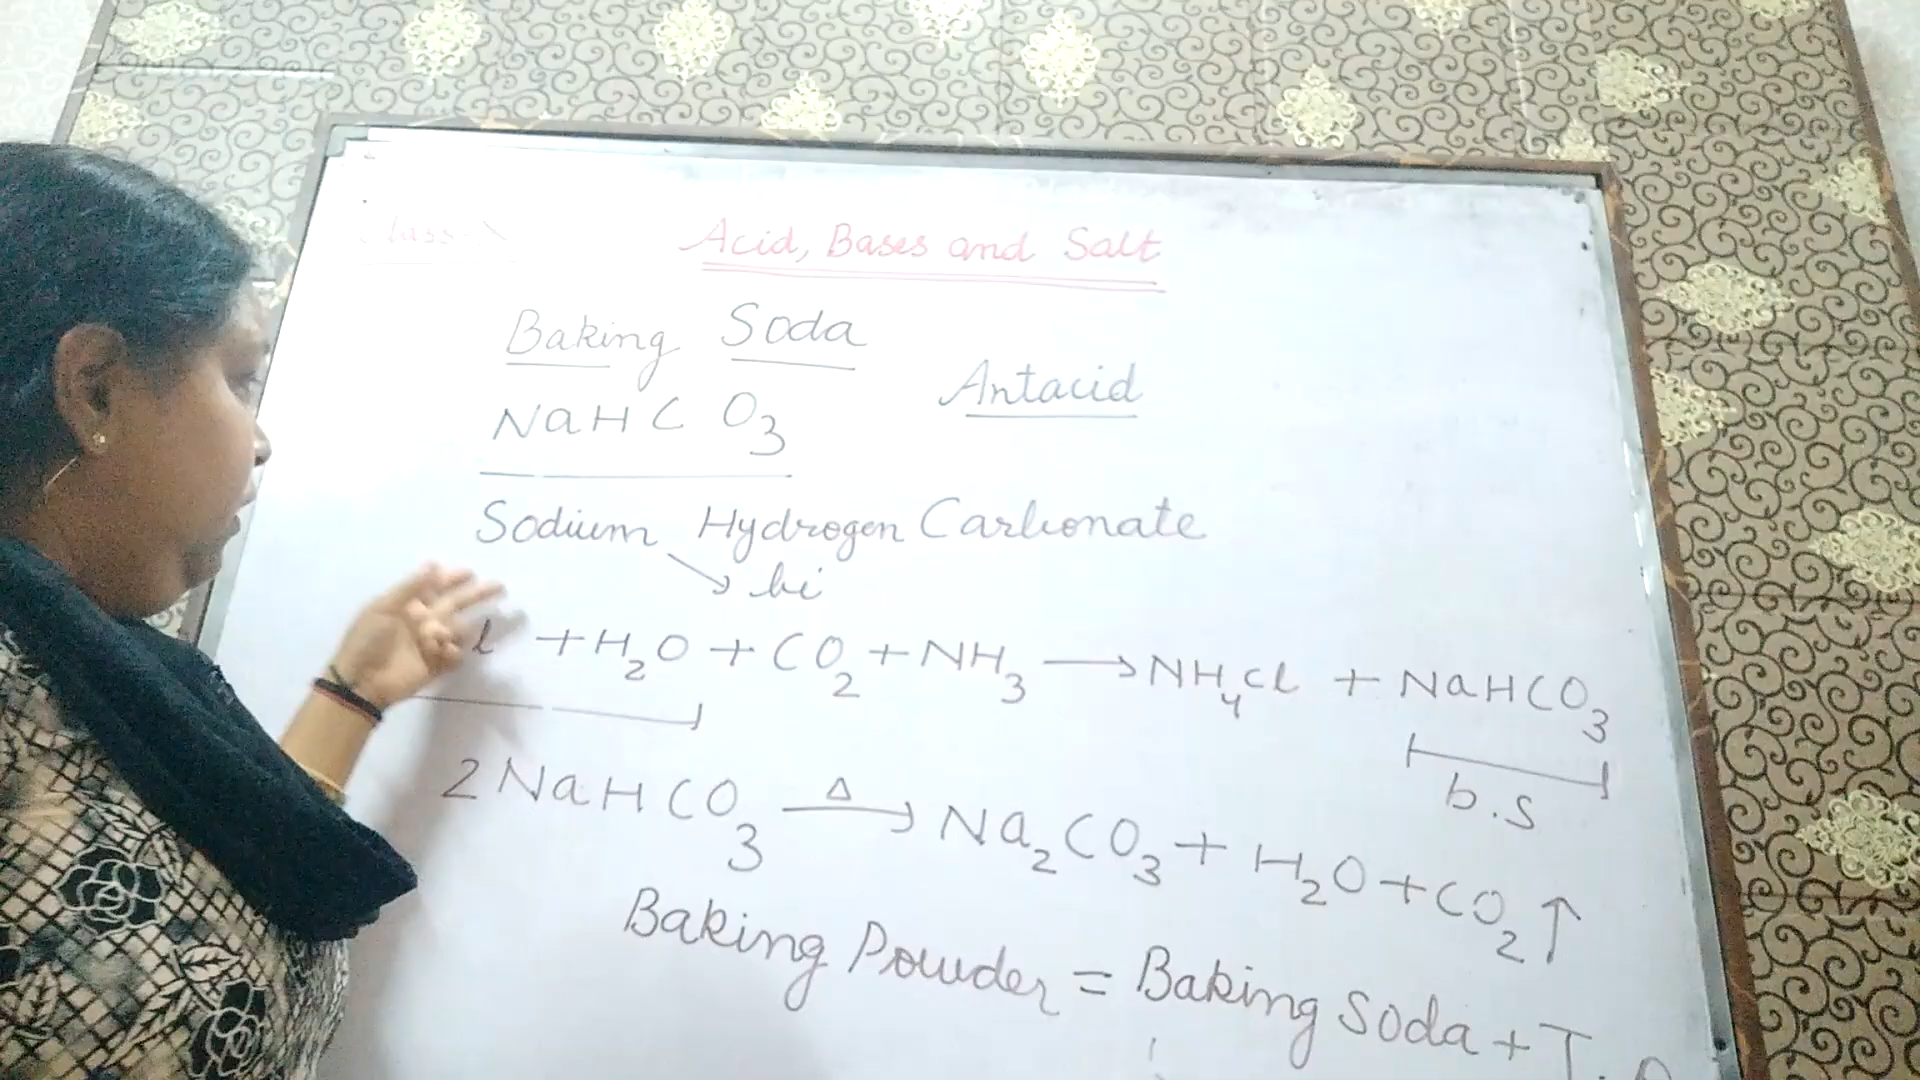 Class-X
Acid, Bases and Salt
Baking Soda
Antacid
NaHCO₃
Sodium Hydrogen Carbonate
bi
l + H₂O + CO₂ + NH₃ → NH₄Cl + NaHCO₃
b.s
2NaHCO₃ Δ→ Na₂CO₃ + H₂O + CO₂↑
Baking Powder = Baking Soda + T.